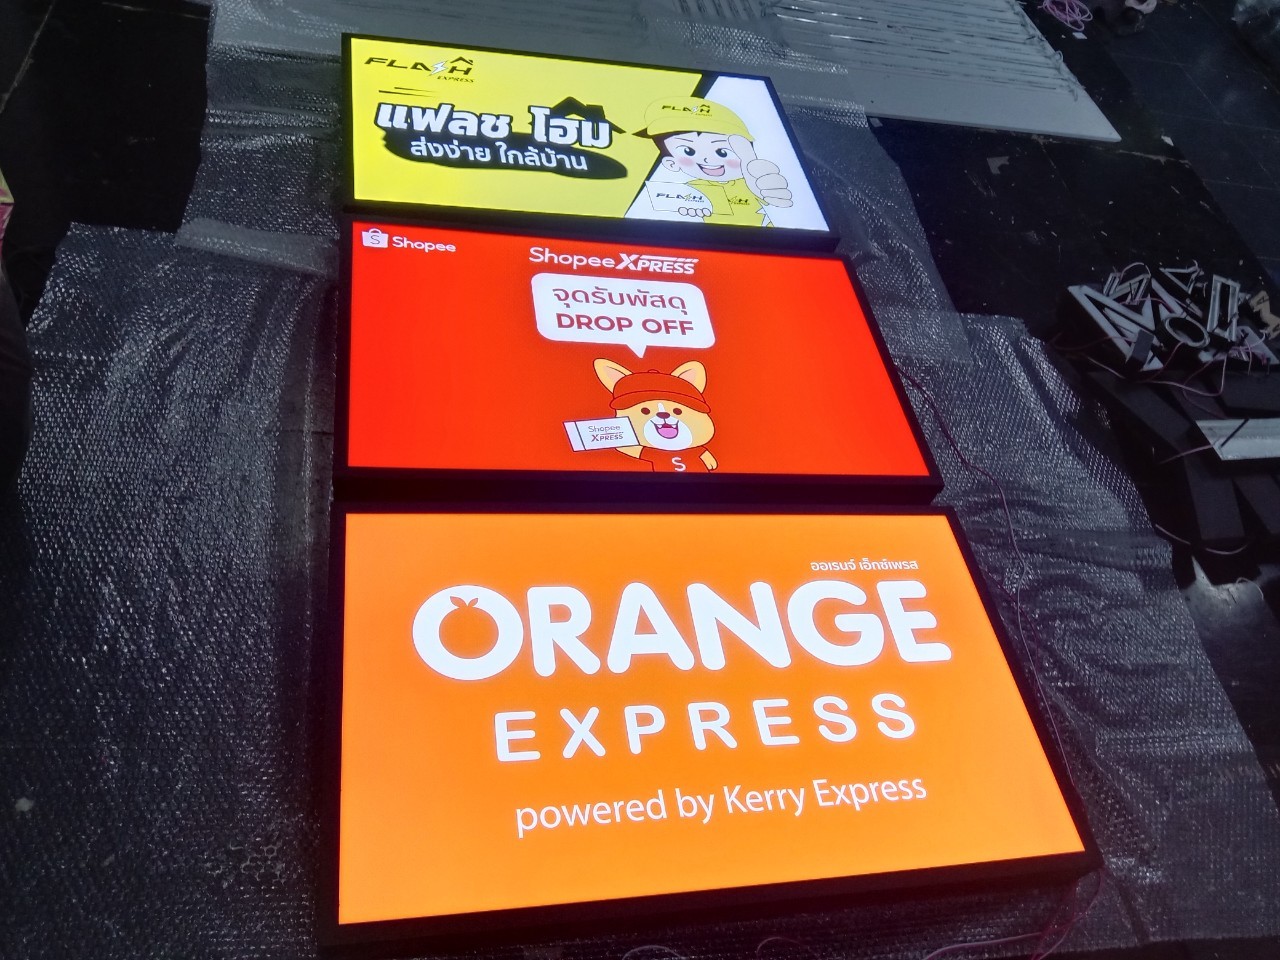 FLASH
EXPRESS
แฟลช โฮม
ส่งง่าย ใกล้บ้าน
FLASH
FLASH
Shopee
Shopee XPRESS
จุดรับพัสดุ
DROP OFF
Shopee
XPRESS
S
ออเรนจ์ เอ็กซ์เพรส
ORANGE
EXPRESS
powered by Kerry Express